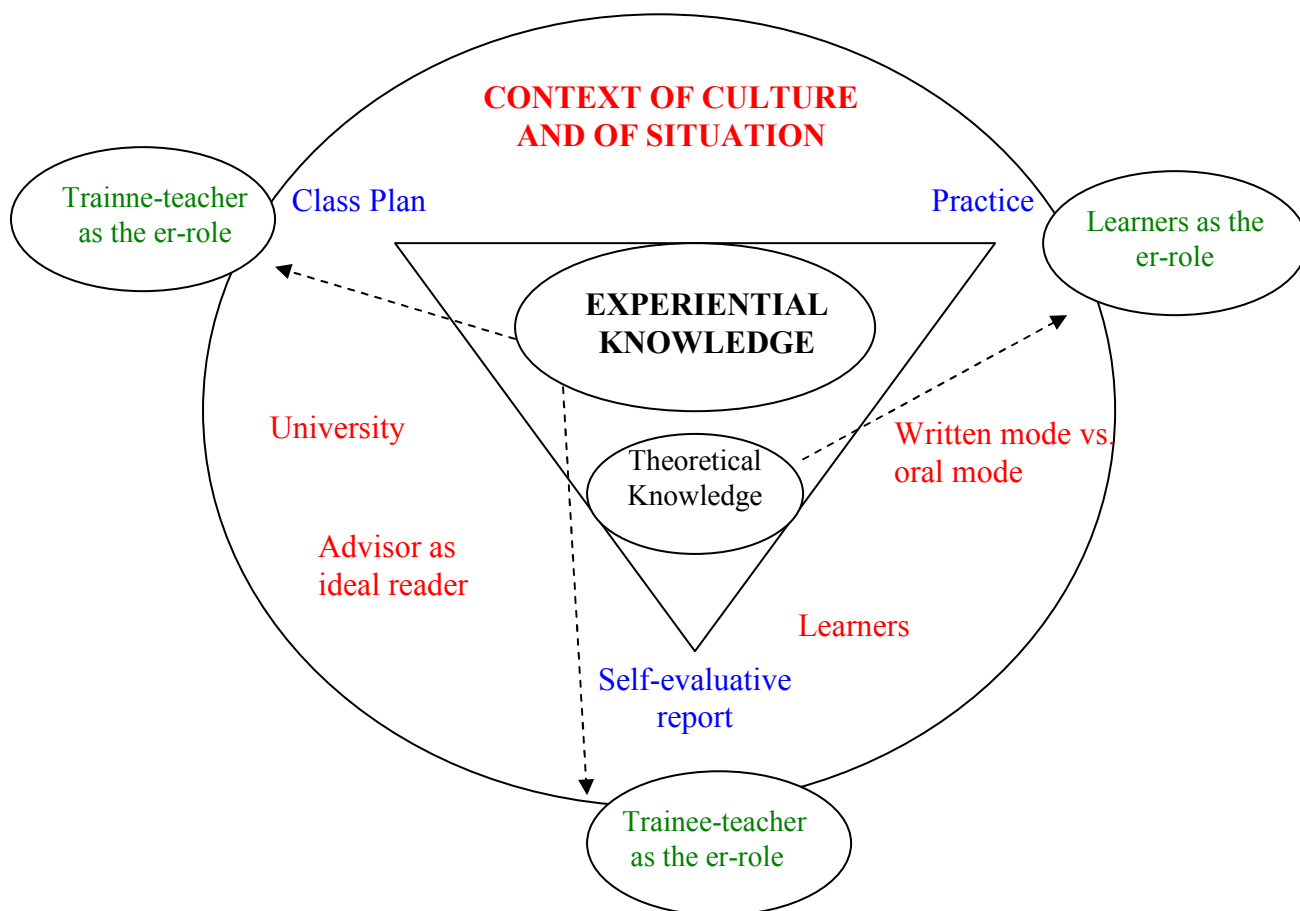 CONTEXT OF CULTURE
AND OF SITUATION
Trainne-teacher
as the er-role
Class Plan
Practice
Learners as the
er-role
EXPERIENTIAL
KNOWLEDGE
University
Written mode vs.
oral mode
Theoretical
Knowledge
Advisor as
ideal reader
Learners
Self-evaluative
report
Trainee-teacher
as the er-role